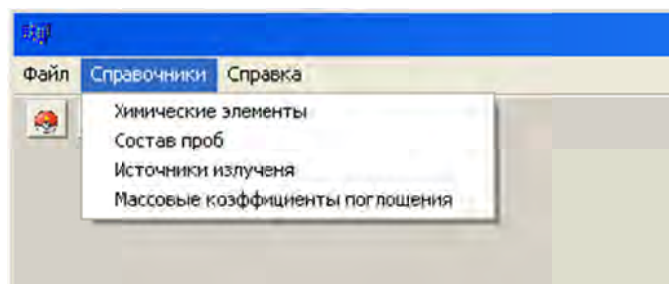 Файл Справочники Справка
Химические элементы
Состав проб
Источники излученя
Массовые коэффициенты поглощения